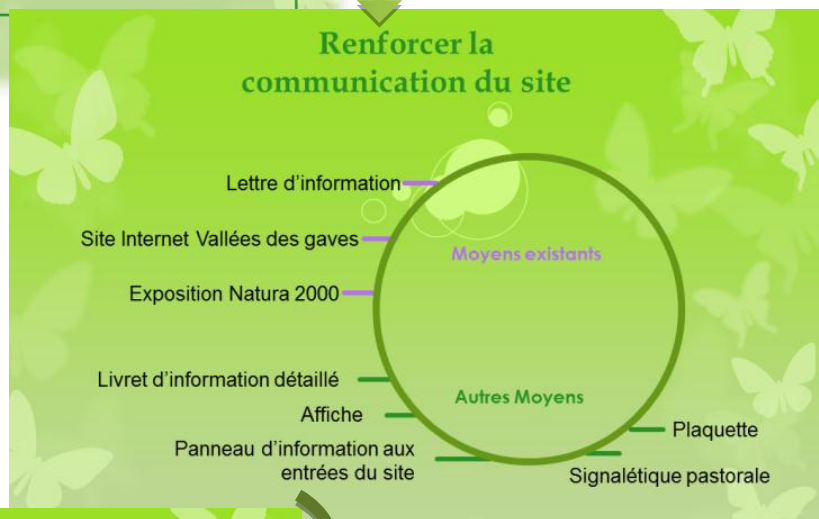 Renforcer la
communication du site
Lettre d'information
Site Internet Vallées des gaves
Moyens existants
Exposition Natura 2000
Livret d'information détaillé
Autres Moyens
Affiche
Plaquette
Panneau d'information aux
entrées du site
Signalétique pastorale